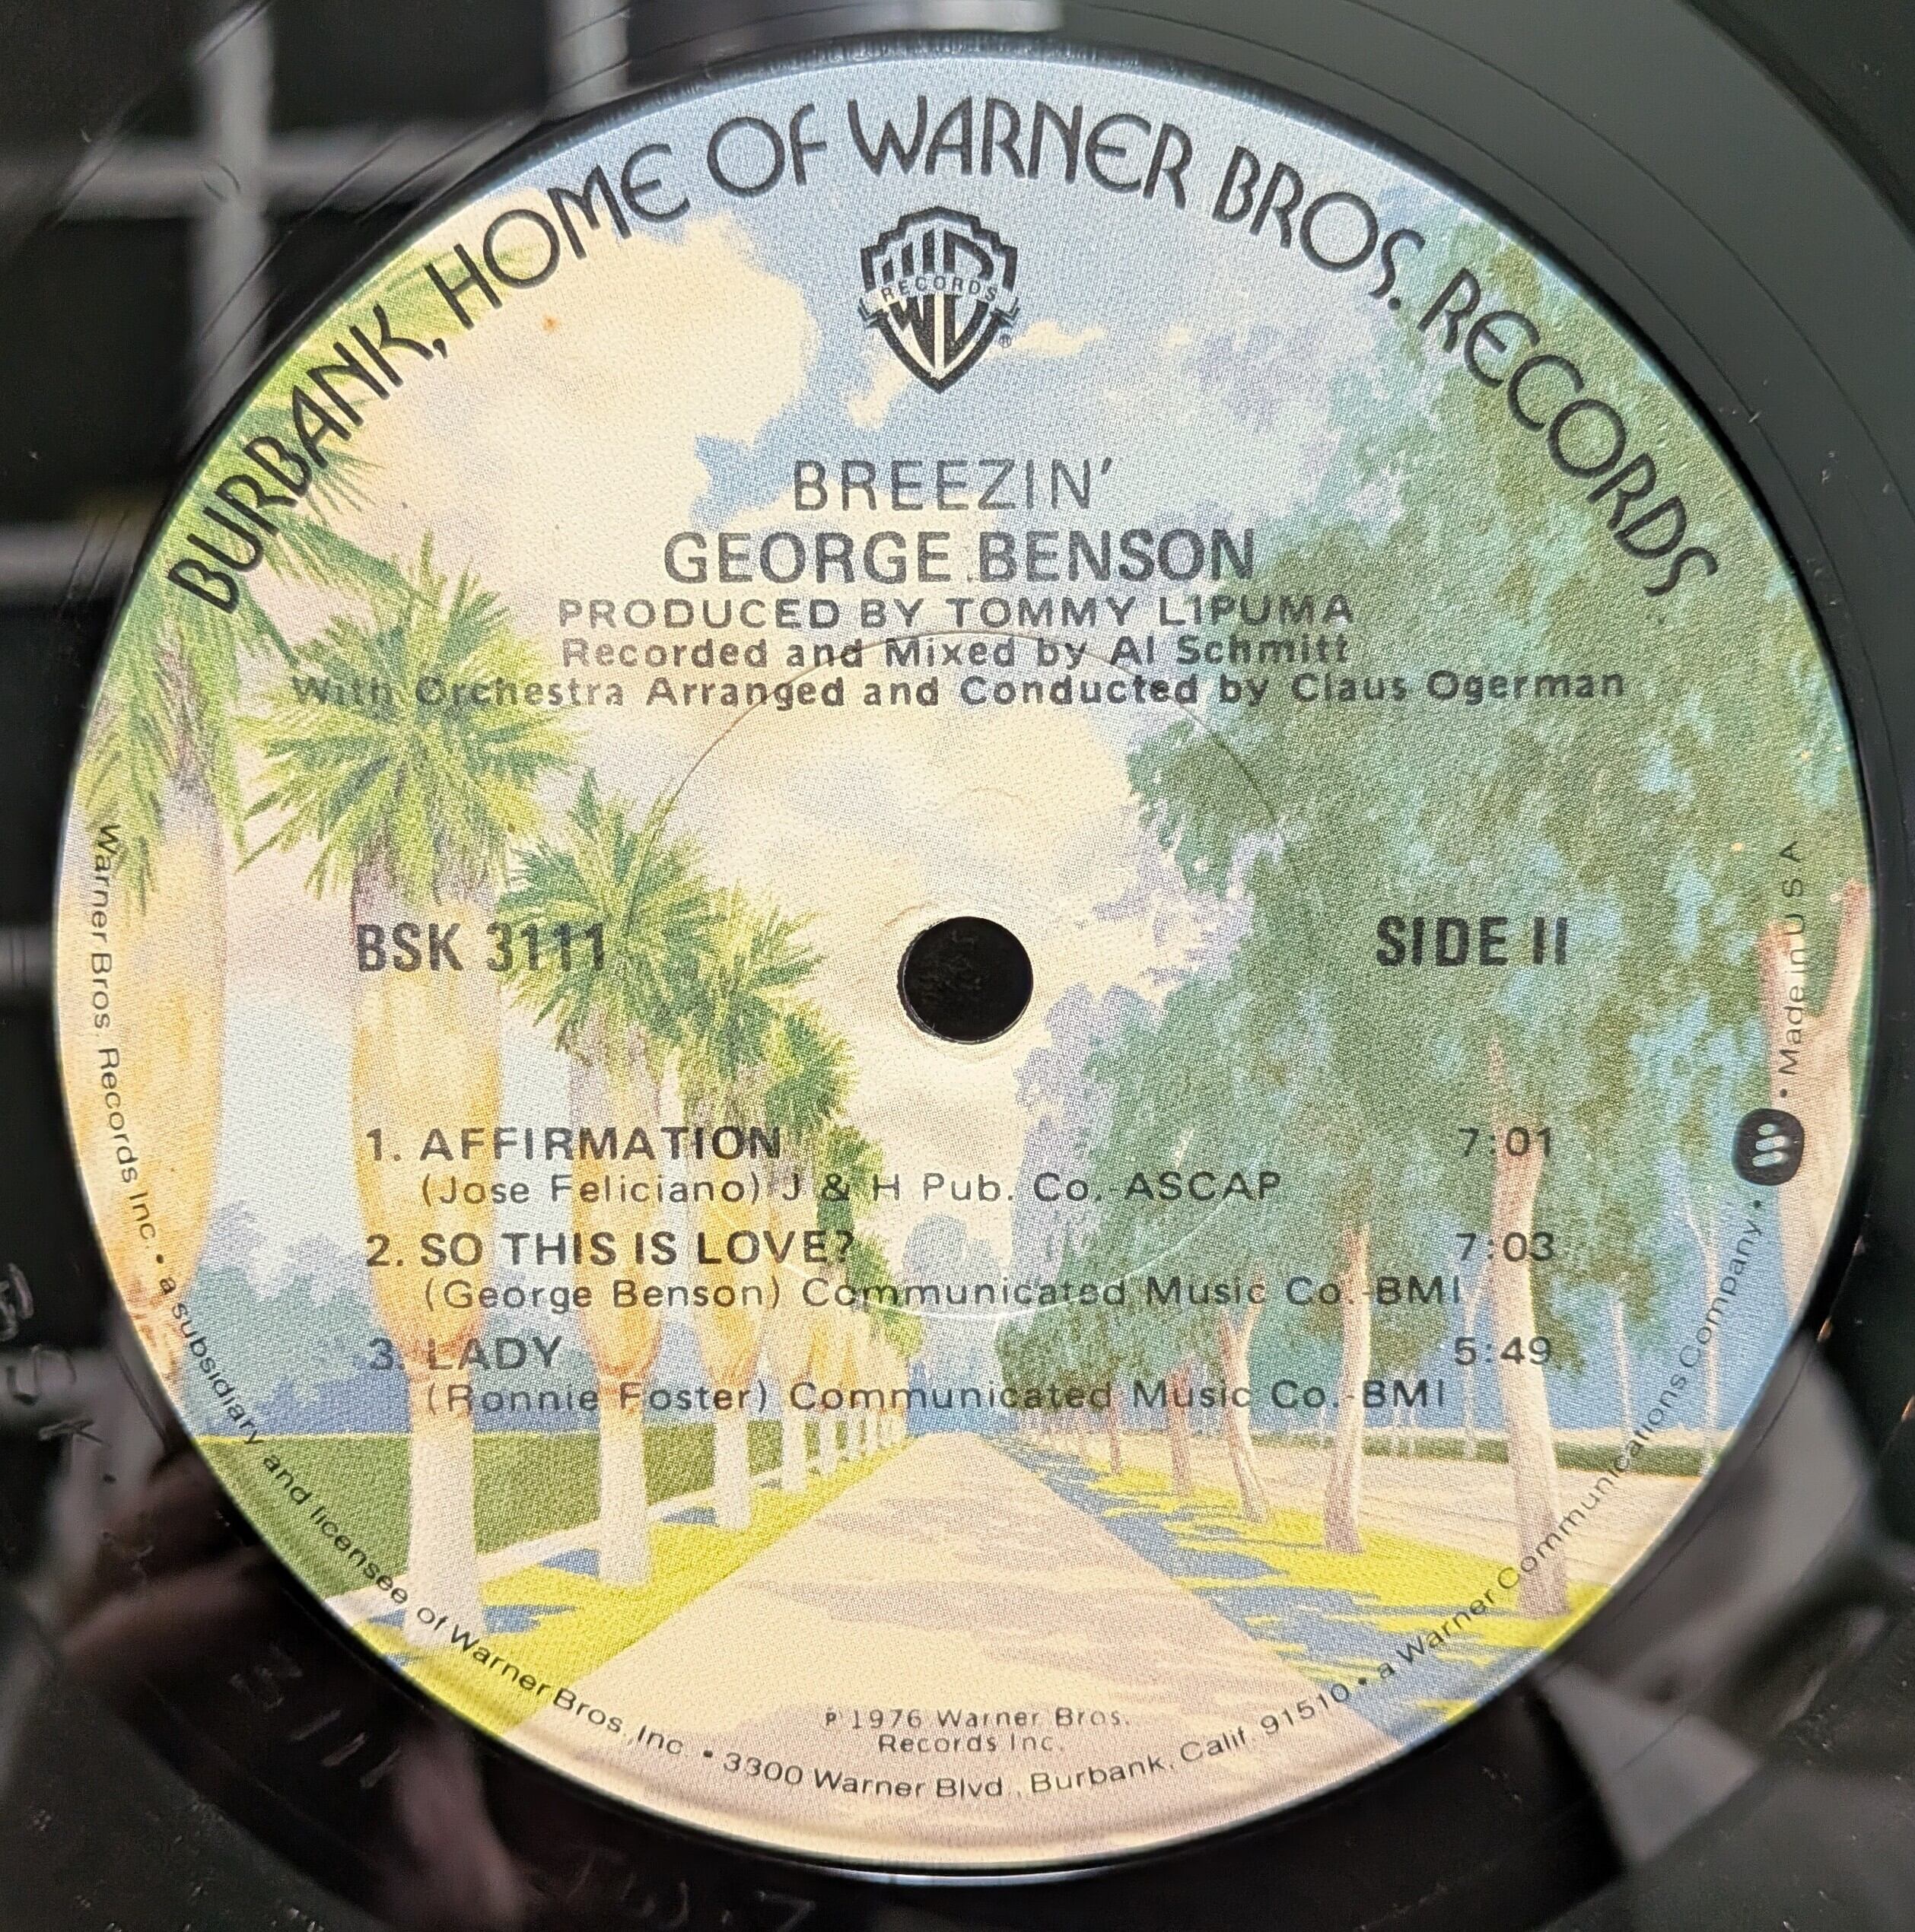 BURBANK, HOME OF WARNER BROS. RECORDS
WB
RECORDS
®
BREEZIN'
GEORGE BENSON
PRODUCED BY TOMMY LIPUMA
Recorded and Mixed by Al Schmitt
With Orchestra Arranged and Conducted by Claus Ogerman
BSK 3111
SIDE II
1. AFFIRMATION 7:01
(Jose Feliciano) J & H Pub. Co.-ASCAP
2. SO THIS IS LOVE? 7:03
(George Benson) Communicated Music Co.-BMI
3. LADY 5:49
(Ronnie Foster) Communicated Music Co.-BMI
℗ 1976 Warner Bros.
Records Inc.
Warner Bros. Records Inc. • a subsidiary and licensee of Warner Bros., Inc. • 3300 Warner Blvd., Burbank, Calif. 91510 • a Warner Communications Company • W • Made in U S A
3111